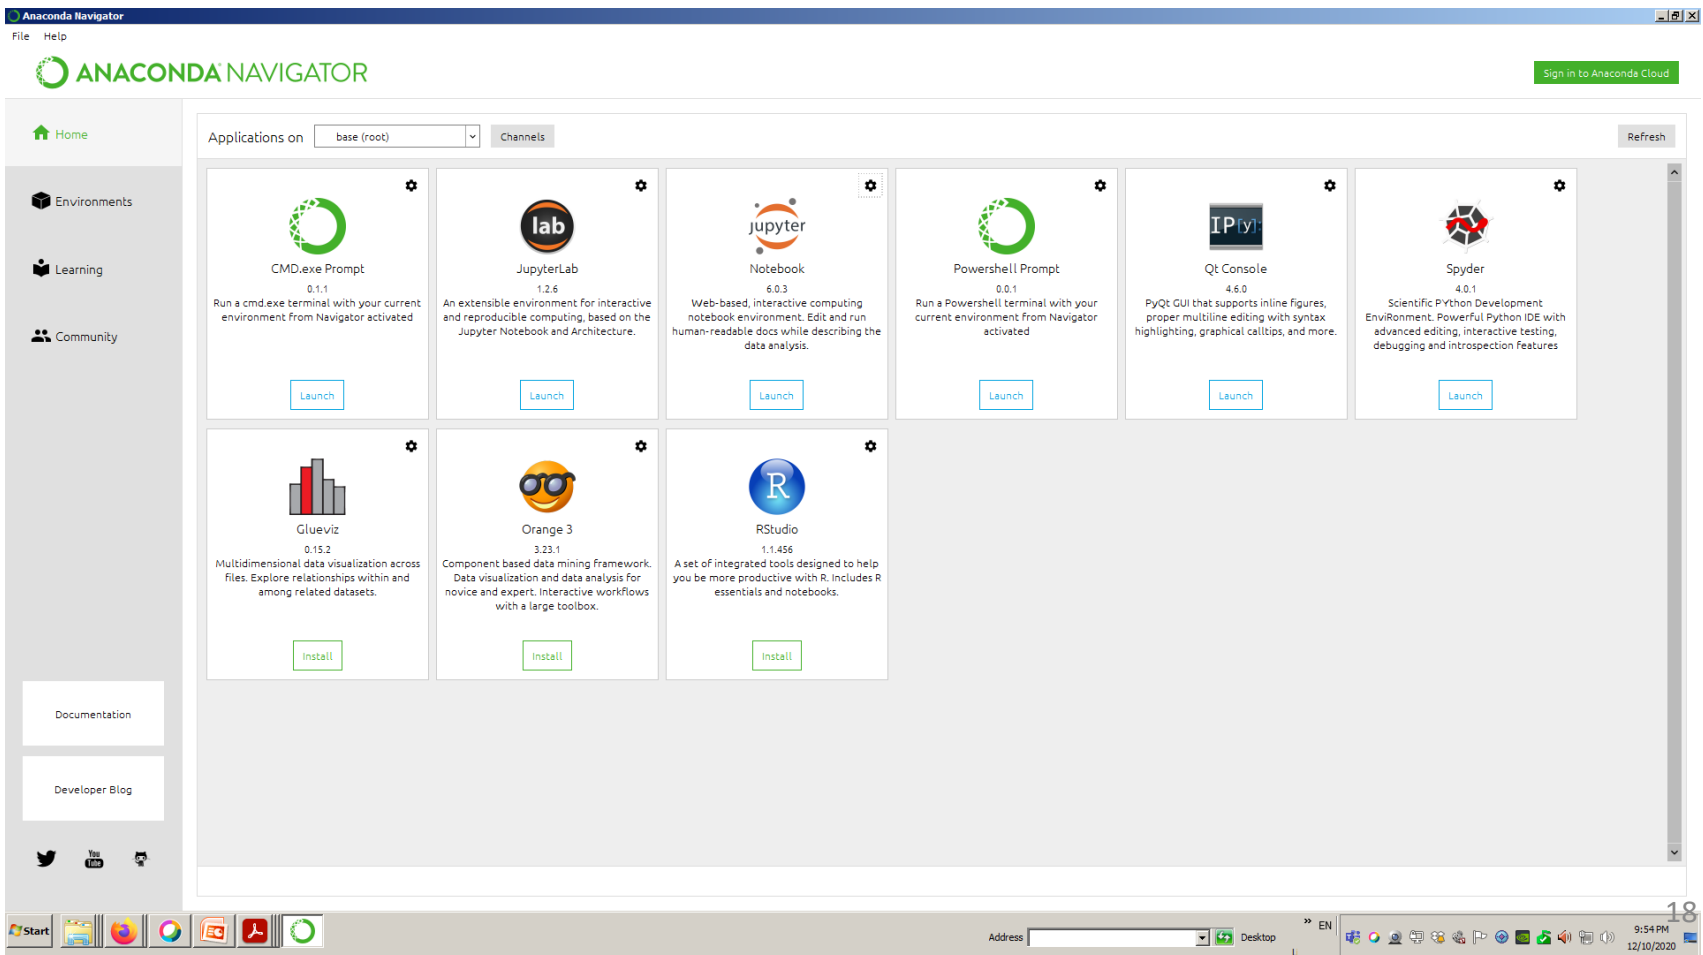 Anaconda Navigator
File Help
ANACONDA NAVIGATOR
Sign in to Anaconda Cloud
Home
Environments
Learning
Community
Documentation
Developer Blog
You
Tube
Applications on base (root) Channels
Refresh
CMD.exe Prompt
0.1.1
Run a cmd.exe terminal with your current
environment from Navigator activated
Launch
lab
JupyterLab
1.2.6
An extensible environment for interactive
and reproducible computing, based on the
Jupyter Notebook and Architecture.
Launch
jupyter
Notebook
6.0.3
Web-based, interactive computing
notebook environment. Edit and run
human-readable docs while describing the
data analysis.
Launch
Powershell Prompt
0.0.1
Run a Powershell terminal with your
current environment from Navigator
activated
Launch
IP[y]:
Qt Console
4.6.0
PyQt GUI that supports inline figures,
proper multiline editing with syntax
highlighting, graphical calltips, and more.
Launch
Spyder
4.0.1
Scientific PYthon Development
EnviRonment. Powerful Python IDE with
advanced editing, interactive testing,
debugging and introspection features
Launch
Glueviz
0.15.2
Multidimensional data visualization across
files. Explore relationships within and
among related datasets.
Install
Orange 3
3.23.1
Component based data mining framework.
Data visualization and data analysis for
novice and expert. Interactive workflows
with a large toolbox.
Install
R
RStudio
1.1.456
A set of integrated tools designed to help
you be more productive with R. Includes R
essentials and notebooks.
Install
18
Start
Address
Desktop
»
EN
9:54 PM
12/10/2020